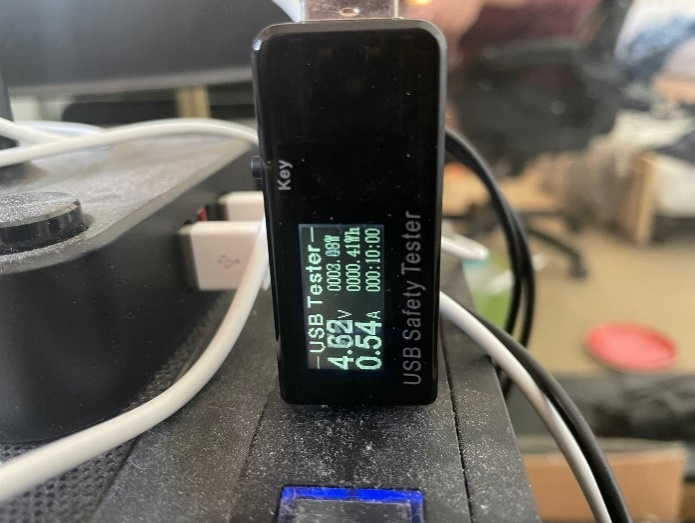 Key
—USB Tester—
4.62V 0003.08W
0000.41Wh
0.54A 000:10:00
USB Safety Tester